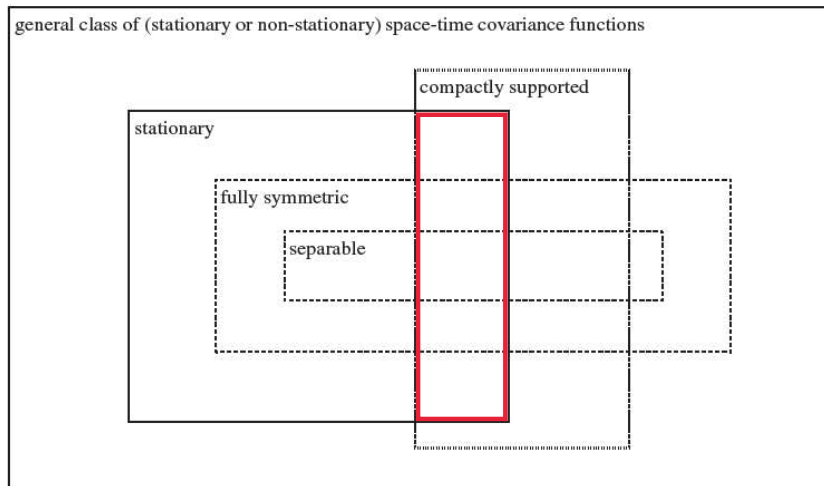 general class of (stationary or non-stationary) space-time covariance functions
compactly supported
stationary
fully symmetric
separable